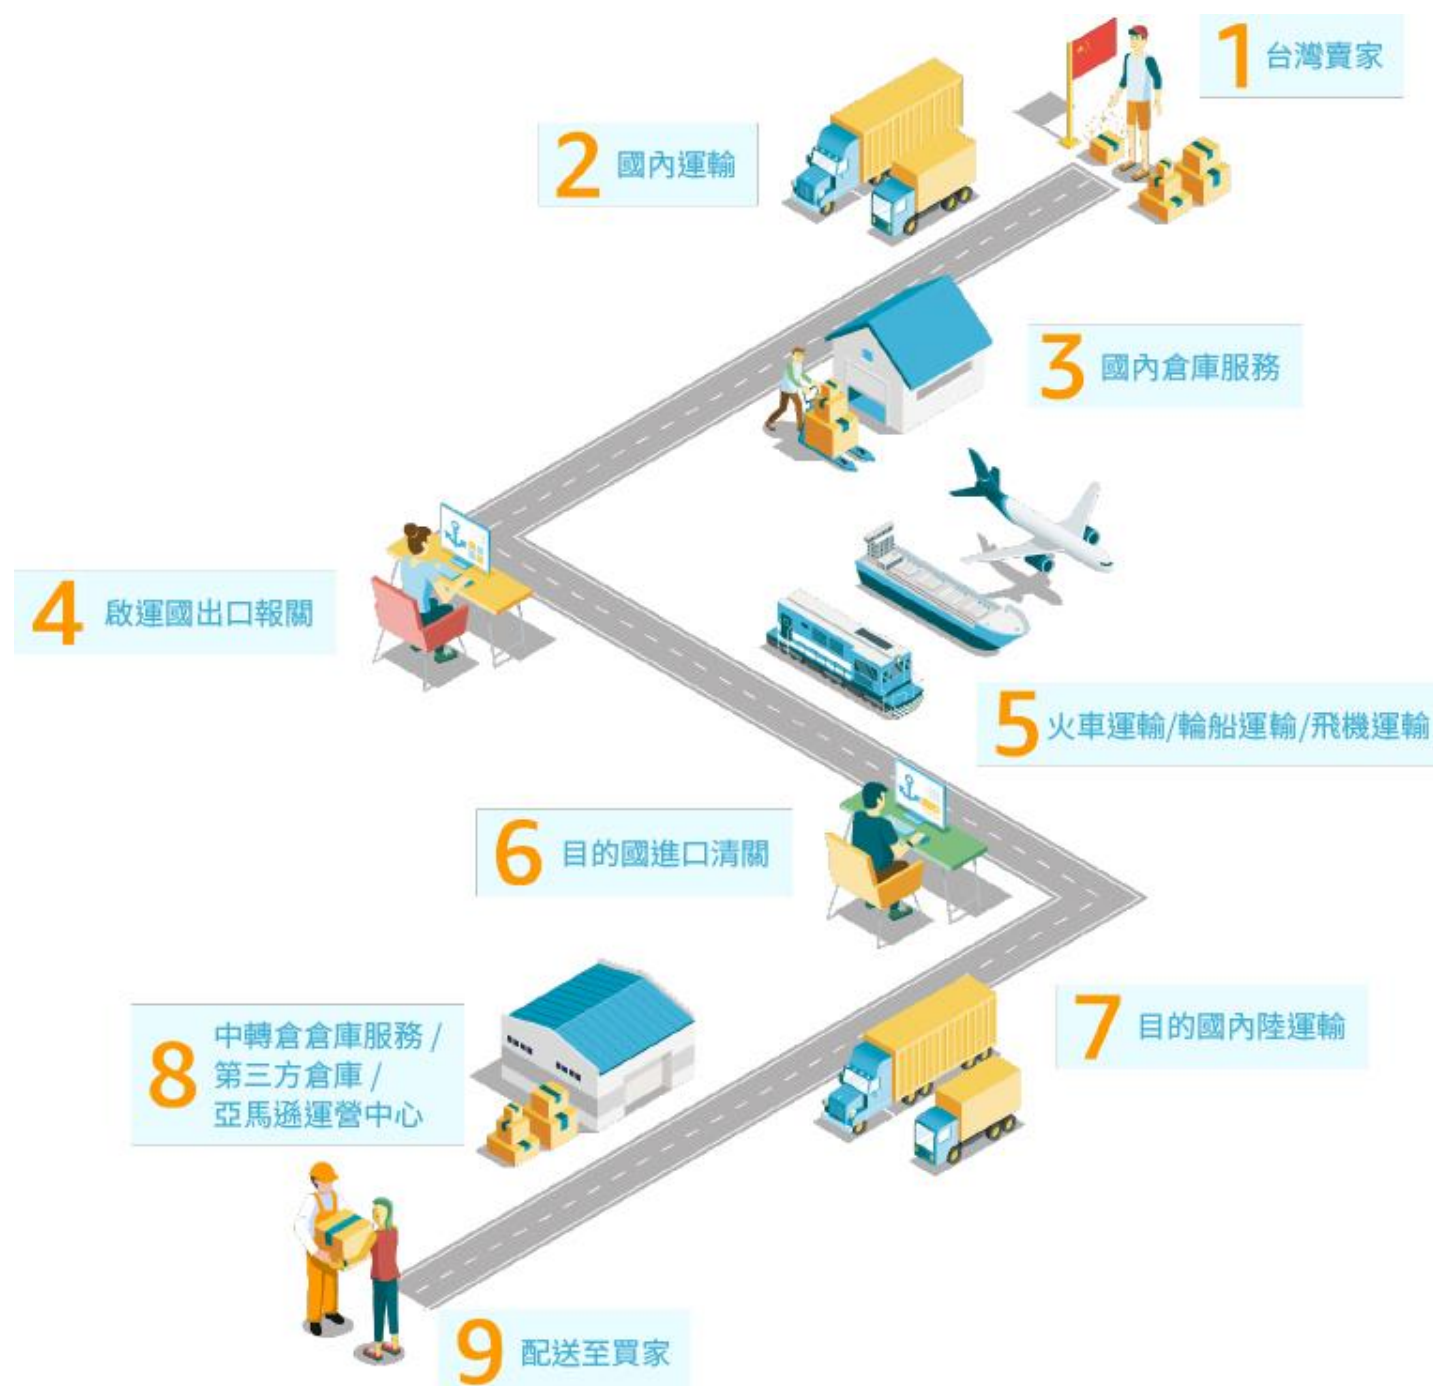 1 台灣賣家
2 國內運輸
3 國內倉庫服務
4 啟運國出口報關
5 火車運輸/輪船運輸/飛機運輸
6 目的國進口清關
7 目的國內陸運輸
8 中轉倉倉庫服務 /
第三方倉庫 /
亞馬遜運營中心
9 配送至買家